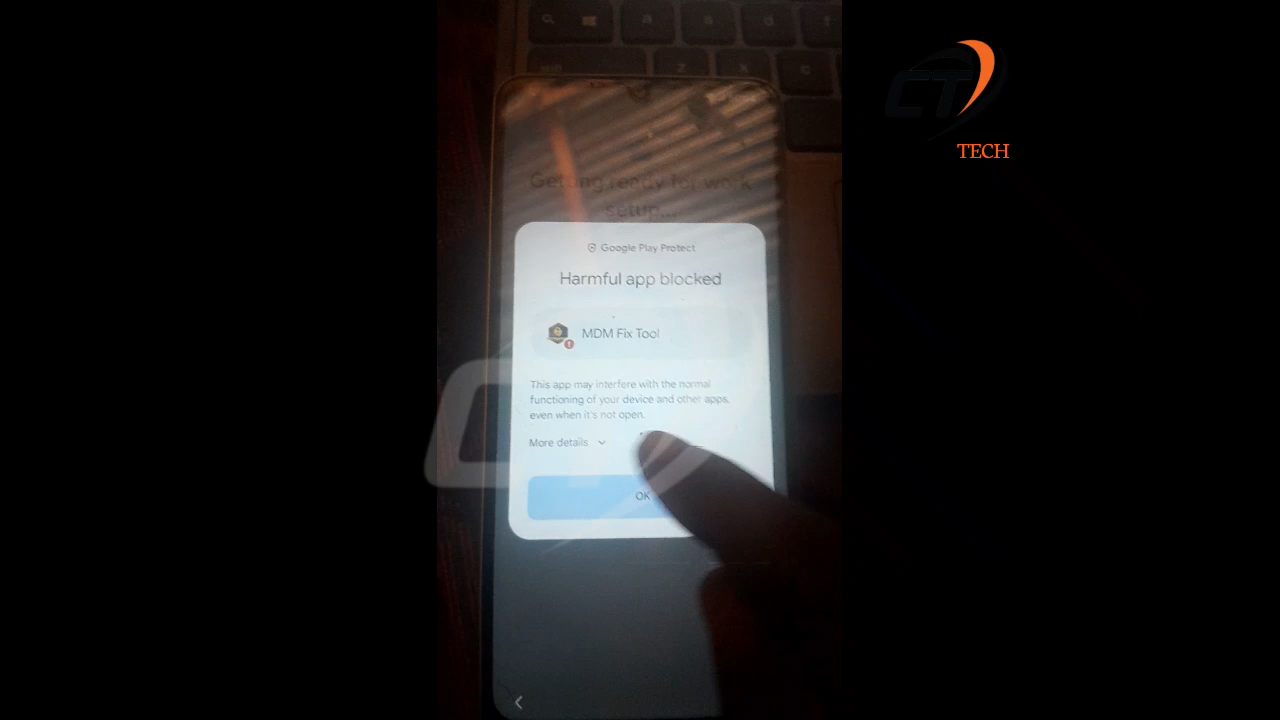 CT
TECH
Getting ready for work
setup...
Google Play Protect
Harmful app blocked
MDM Fix Tool
This app may interfere with the normal
functioning of your device and other apps,
even when it's not open.
More details
OK